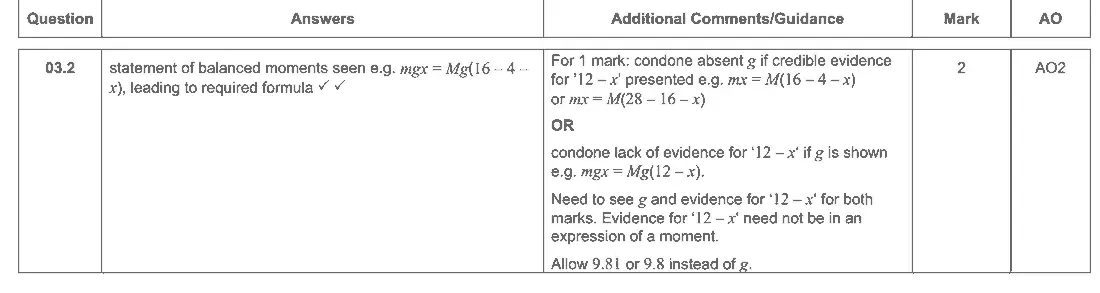 Question Answers Additional Comments/Guidance Mark AO
03.2
statement of balanced moments seen e.g. mgx = Mg(16 – 4 –
x), leading to required formula ✓ ✓
For 1 mark: condone absent g if credible evidence
for '12 – x' presented e.g. mx = M(16 – 4 – x)
or mx = M(28 – 16 – x)
OR
condone lack of evidence for '12 – x' if g is shown
e.g. mgx = Mg(12 – x).
Need to see g and evidence for '12 – x' for both
marks. Evidence for '12 – x' need not be in an
expression of a moment.
Allow 9.81 or 9.8 instead of g.
2
AO2